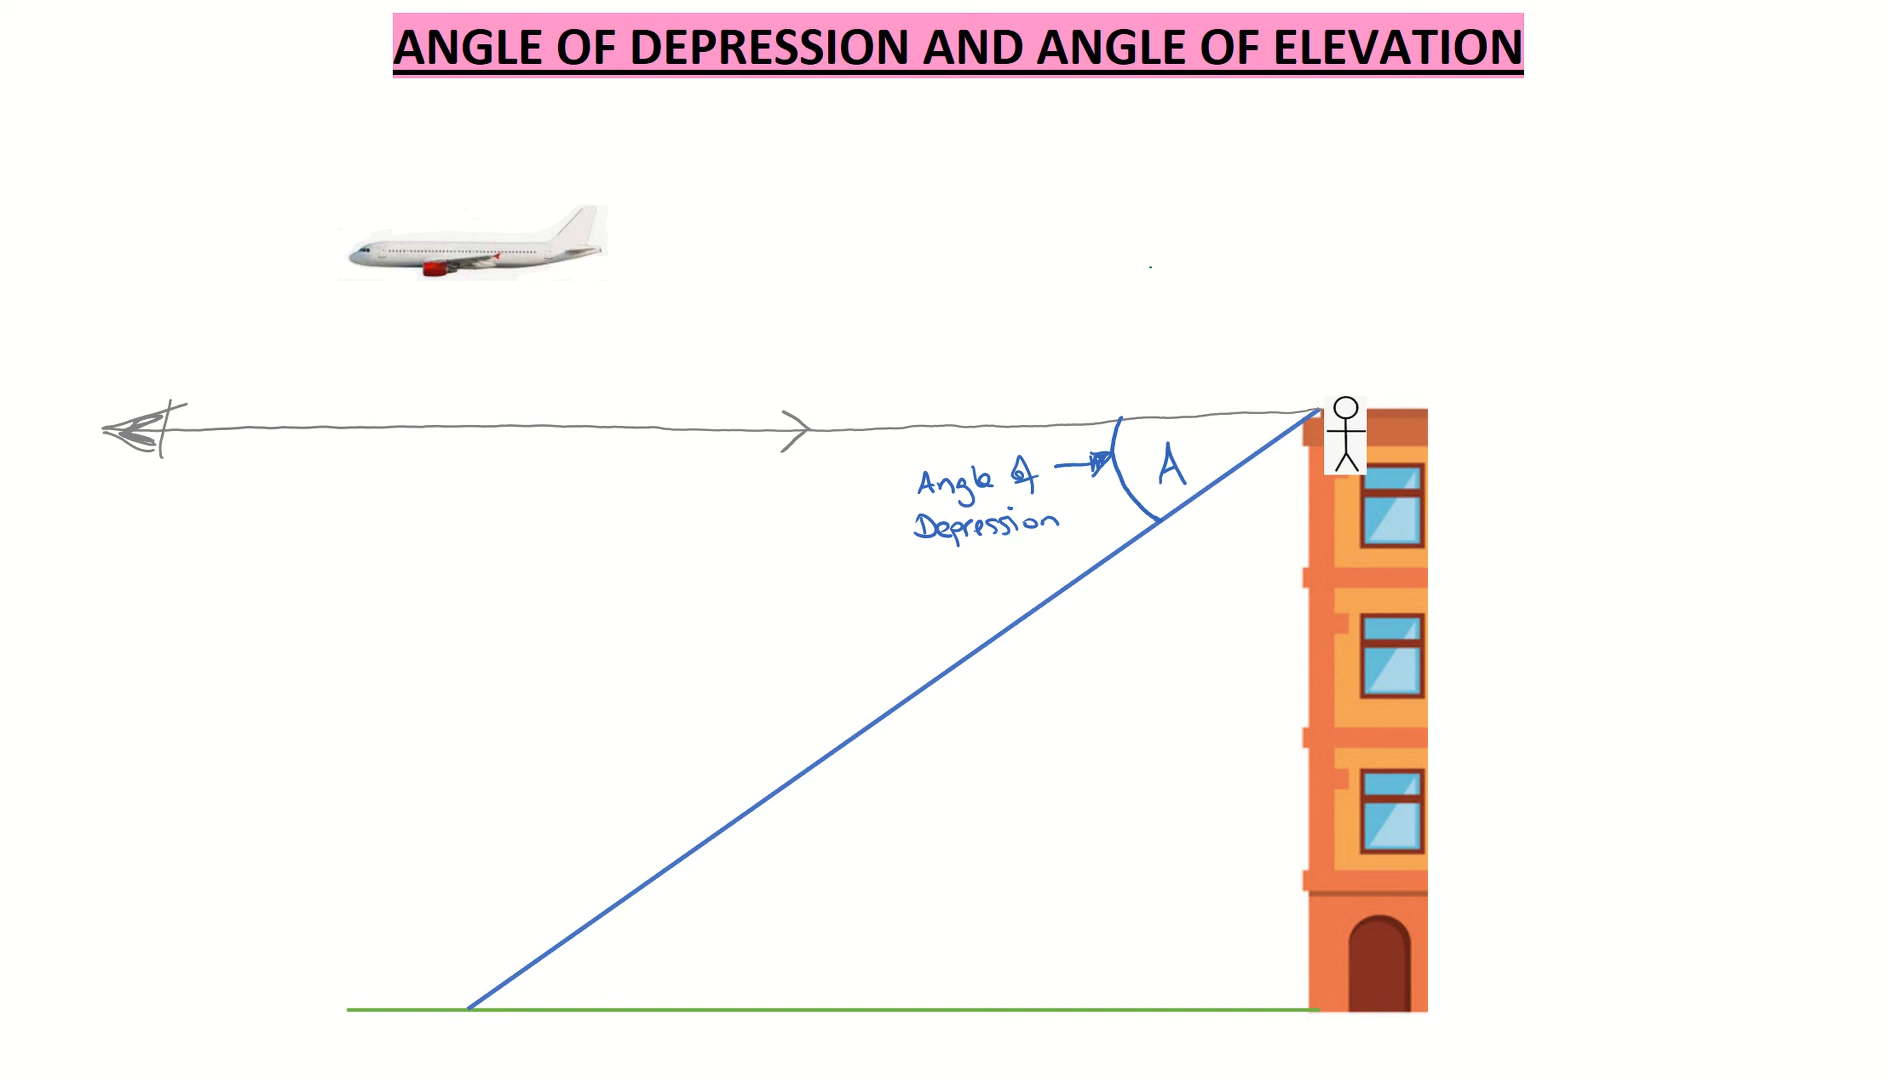 ANGLE OF DEPRESSION AND ANGLE OF ELEVATION
Angle of
Depression
A